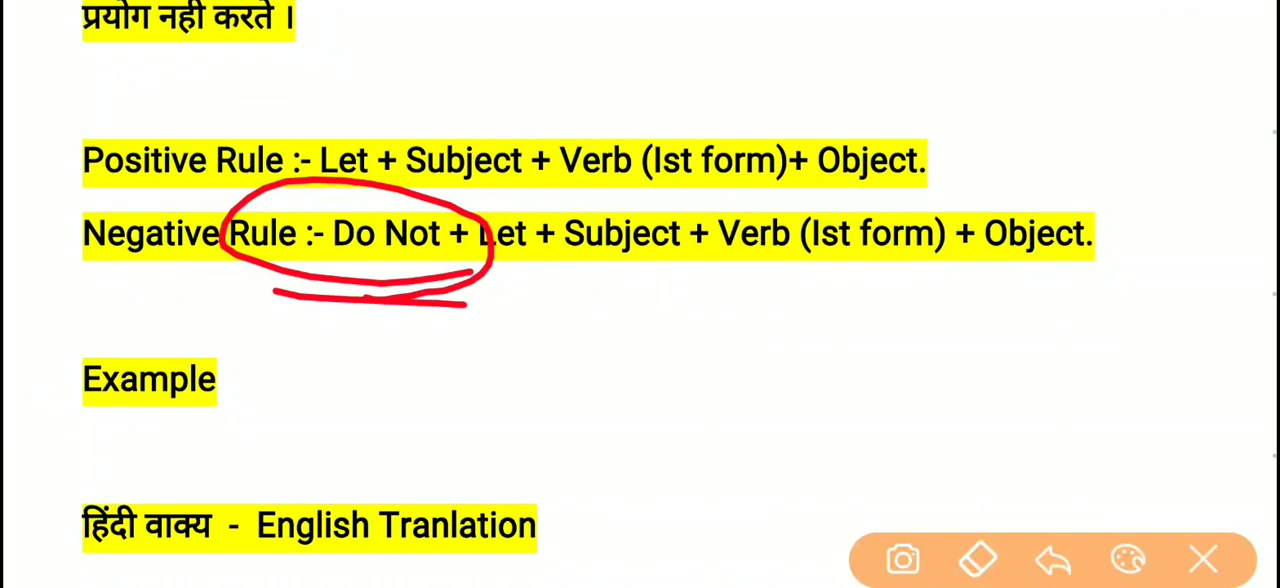 प्रयोग नही करते ।
Positive Rule :- Let + Subject + Verb (Ist form)+ Object.
Negative Rule :- Do Not + Let + Subject + Verb (Ist form) + Object.
Example
हिंदी वाक्य - English Tranlation